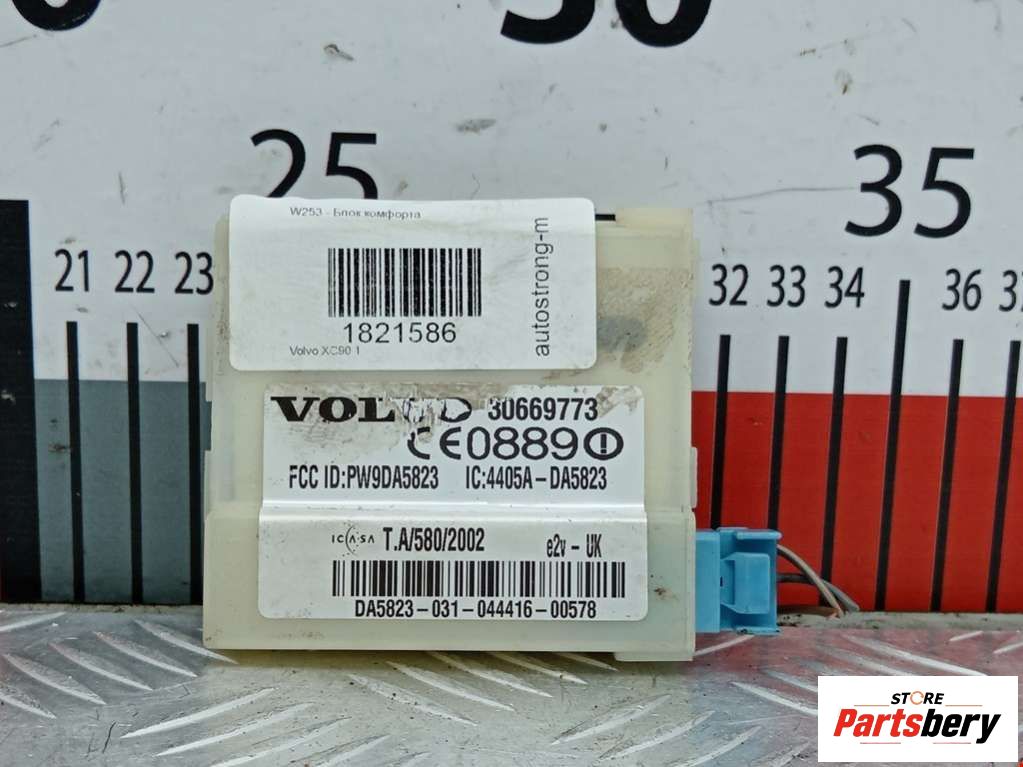 25
35
21 22 23
32 33 34 36
W253 - Блок комфорта
1821586
Volvo XC90 1
autostrong-m
VOLVO 30669773
CE0889
FCC ID:PW9DA5823 IC:4405A-DA5823
ICASA T.A/580/2002 e2v - UK
DA5823-031-044416-00578
STORE
Partsbery